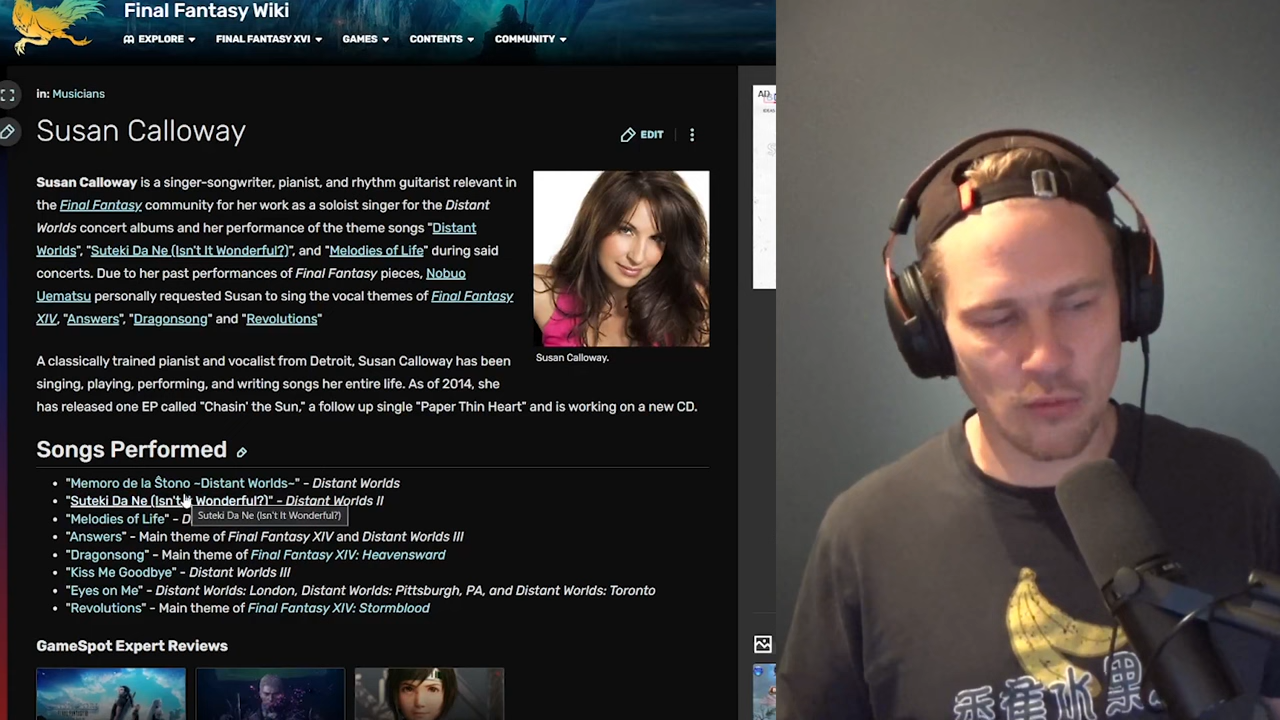 Final Fantasy Wiki
EXPLORE FINAL FANTASY XVI GAMES CONTENTS COMMUNITY
in: Musicians
AD
Susan Calloway
EDIT
Susan Calloway is a singer-songwriter, pianist, and rhythm guitarist relevant in
the Final Fantasy community for her work as a soloist singer for the Distant
Worlds concert albums and her performance of the theme songs "Distant
Worlds", "Suteki Da Ne (Isn't It Wonderful?)", and "Melodies of Life" during said
concerts. Due to her past performances of Final Fantasy pieces, Nobuo
Uematsu personally requested Susan to sing the vocal themes of Final Fantasy
XIV, "Answers", "Dragonsong" and "Revolutions"
Susan Calloway.
A classically trained pianist and vocalist from Detroit, Susan Calloway has been
singing, playing, performing, and writing songs her entire life. As of 2014, she
has released one EP called "Chasin' the Sun," a follow up single "Paper Thin Heart" and is working on a new CD.
Songs Performed
• "Memoro de la Ŝtono ~Distant Worlds~" - Distant Worlds
• "Suteki Da Ne (Isn't It Wonderful?)" - Distant Worlds II
Suteki Da Ne (Isn't It Wonderful?)
• "Melodies of Life" - D
• "Answers" - Main theme of Final Fantasy XIV and Distant Worlds III
• "Dragonsong" - Main theme of Final Fantasy XIV: Heavensward
• "Kiss Me Goodbye" - Distant Worlds III
• "Eyes on Me" - Distant Worlds: London, Distant Worlds: Pittsburgh, PA, and Distant Worlds: Toronto
• "Revolutions" - Main theme of Final Fantasy XIV: Stormblood
GameSpot Expert Reviews
香蕉水果